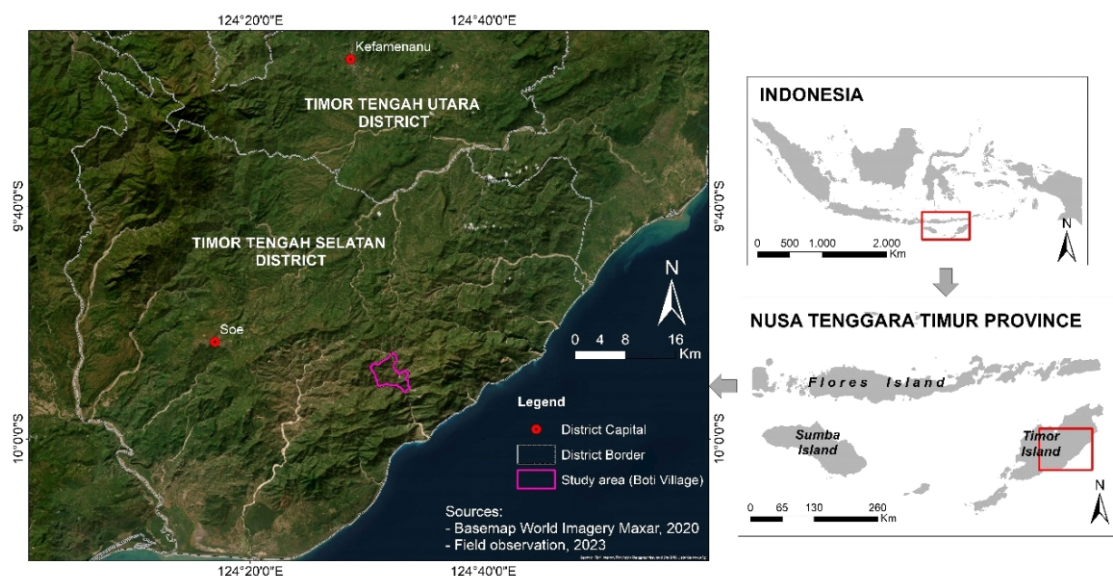 124°20'0"E
124°40'0"E
Kefamenanu
TIMOR TENGAH UTARA
DISTRICT
9°40'0"S
9°40'0"S
TIMOR TENGAH SELATAN
DISTRICT
N
0 4 8 16
Km
Soe
Legend
District Capital
District Border
Study area (Boti Village)
10°0'0"S
10°0'0"S
Sources:
- Basemap World Imagery Maxar, 2020
- Field observation, 2023
124°20'0"E
124°40'0"E
INDONESIA
N
0 500 1.000 2.000
Km
NUSA TENGGARA TIMUR PROVINCE
Flores Island
Sumba
Island
Timor
Island
N
0 65 130 260
Km